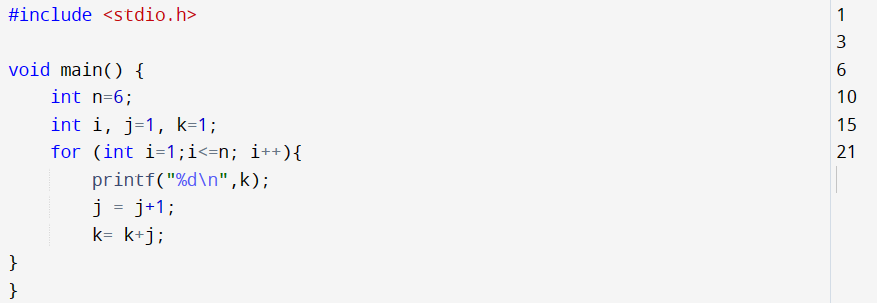 #include <stdio.h>
void main() {
    int n=6;
    int i, j=1, k=1;
    for (int i=1;i<=n; i++){
        printf("%d\n",k);
        j = j+1;
        k= k+j;
}
}
1
3
6
10
15
21